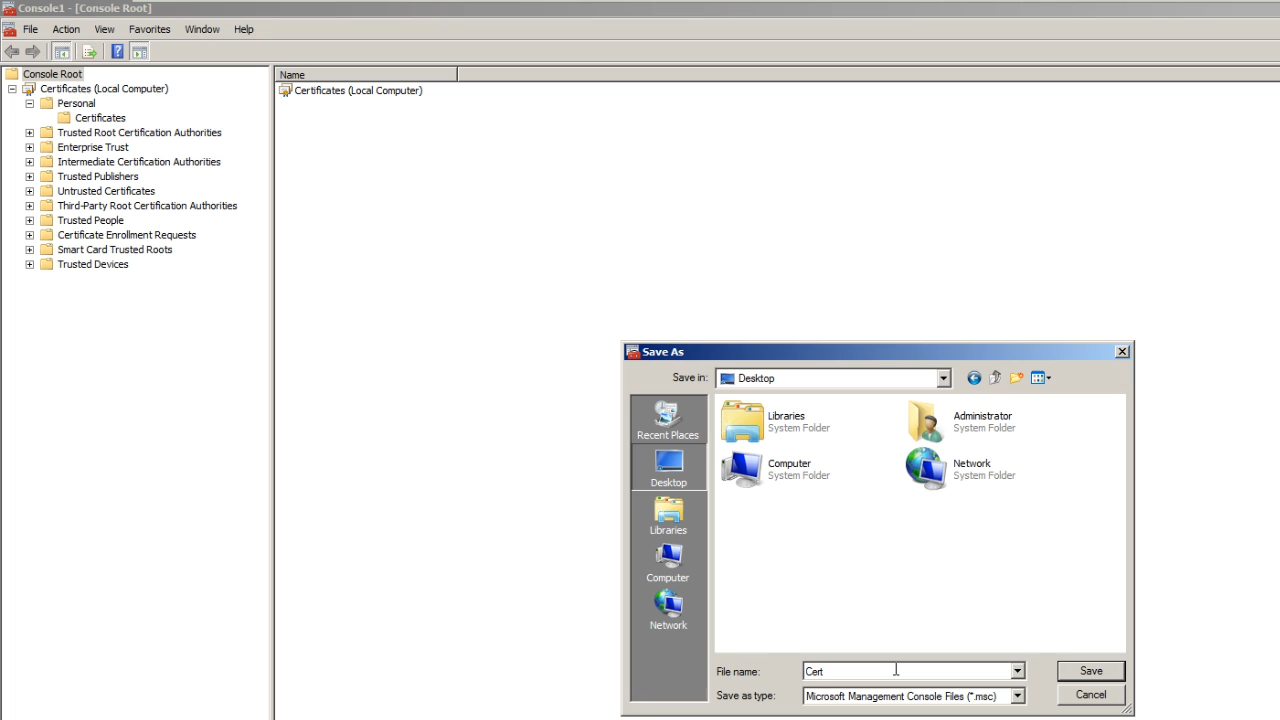 Console1 - [Console Root]
File Action View Favorites Window Help
Console Root
Certificates (Local Computer)
Personal
Certificates
Trusted Root Certification Authorities
Enterprise Trust
Intermediate Certification Authorities
Trusted Publishers
Untrusted Certificates
Third-Party Root Certification Authorities
Trusted People
Certificate Enrollment Requests
Smart Card Trusted Roots
Trusted Devices
Name
Certificates (Local Computer)
Save As
Save in: Desktop
Recent Places
Desktop
Libraries
Computer
Network
Libraries
System Folder
Administrator
System Folder
Computer
System Folder
Network
System Folder
File name: Cert
Save
Save as type: Microsoft Management Console Files (*.msc)
Cancel